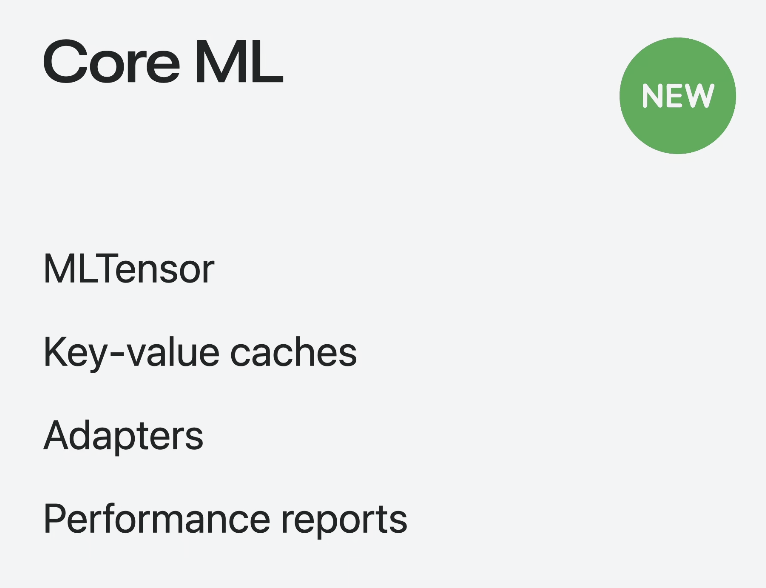 Core ML
NEW
MLTensor
Key-value caches
Adapters
Performance reports